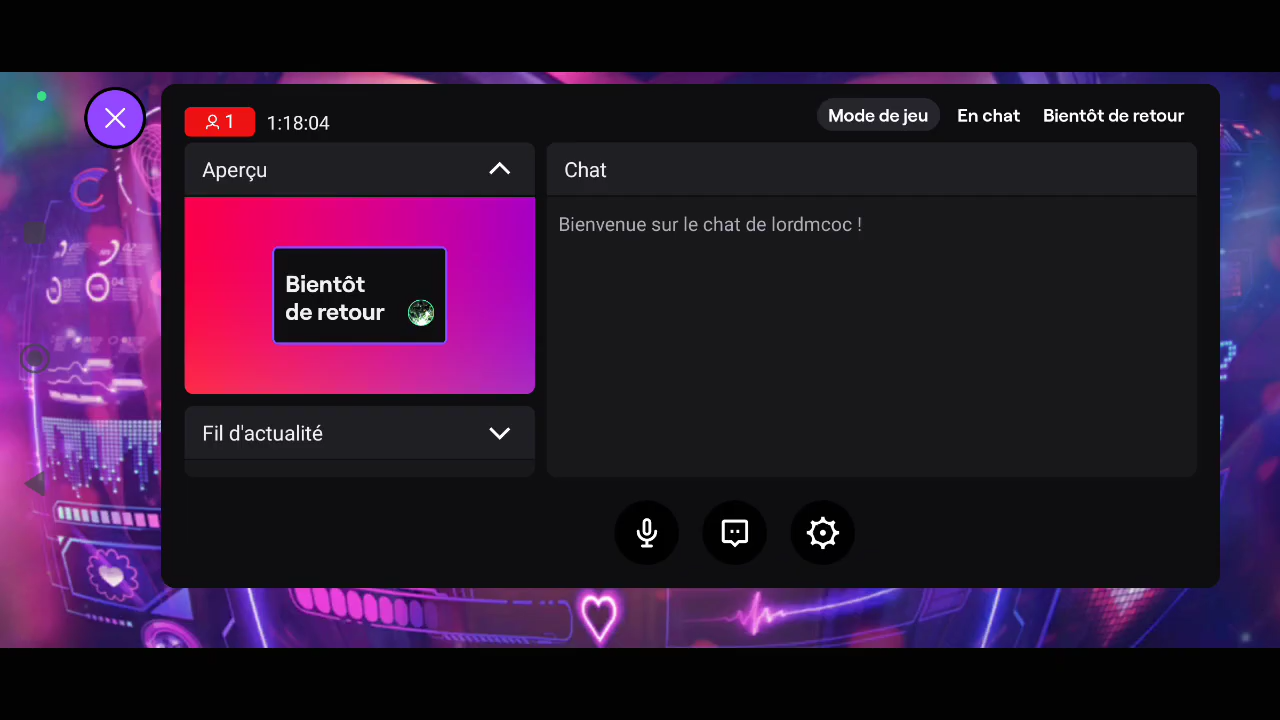 1 1:18:04
Mode de jeu En chat Bientôt de retour
Aperçu
Bientôt
de retour
Fil d'actualité
Chat
Bienvenue sur le chat de lordmcoc !